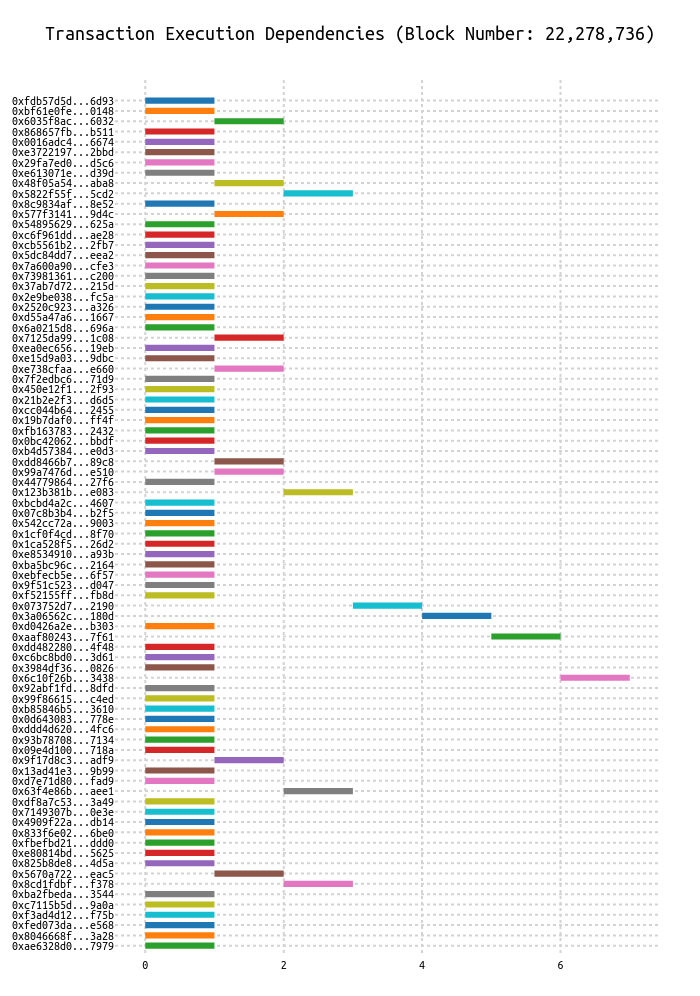 Transaction Execution Dependencies (Block Number: 22,278,736)
0xfdb57d5d...6d93
0xbf61e0fe...0148
0x6035f8ac...6032
0x868657fb...b511
0x0016adc4...6674
0xe3722197...2bbd
0x29fa7ed0...d5c6
0xe613071e...d39d
0x48f05a54...aba8
0x5822f55f...5cd2
0x8c9834af...8e52
0x577f3141...9d4c
0x54895629...625a
0xc6f961dd...ae28
0xcb5561b2...2fb7
0x5dc84dd7...eea2
0x7a600a90...cfe3
0x73981361...c200
0x37ab7d72...215d
0x2e9be038...fc5a
0x2520c923...a326
0xd55a47a6...1667
0x6a0215d8...696a
0x7125da99...1c08
0xea0ec656...19eb
0xe15d9a03...9dbc
0xe738cfaa...e660
0x7f2edbc6...71d9
0x450e12f1...2f93
0x21b2e2f3...d6d5
0xcc044b64...2455
0x19b7daf0...ff4f
0xfb163783...2432
0x0bc42062...bbdf
0xb4d57384...e0d3
0xdd8466b7...89c8
0x99a7476d...e510
0x44779864...27f6
0x123b381b...e083
0xbcbd4a2c...4607
0x07c8b3b4...b2f5
0x542cc72a...9003
0x1cf0f4cd...8f70
0x1ca528f5...26d2
0xe8534910...a93b
0xba5bc96c...2164
0xebfecb5e...6f57
0x9f51c523...d047
0xf52155ff...fb8d
0x073752d7...2190
0x3a06562c...180d
0xd0426a2e...b303
0xaaf80243...7f61
0xdd482280...4f48
0xc6bc8bd0...3d61
0x3984df36...0826
0x6c10f26b...3438
0x92abf1fd...8dfd
0x99f86615...c4ed
0xb85846b5...3610
0x0d643083...778e
0xddd4d620...4fc6
0x93b78708...7134
0x09e4d100...718a
0x9f17d8c3...adf9
0x13ad41e3...9b99
0xd7e71d80...fad9
0x63f4e86b...aee1
0xdf8a7c53...3a49
0x7149307b...0e3e
0x4909f22a...db14
0x833f6e02...6be0
0xfbefbd21...ddd0
0xe80814bd...5625
0x825b8de8...4d5a
0x5670a722...eac5
0x8cd1fdbf...f378
0xba2fbeda...3544
0xc7115b5d...9a0a
0xf3ad4d12...f75b
0xfed073da...e568
0x8046668f...3a28
0xae6328d0...7979
0 2 4 6